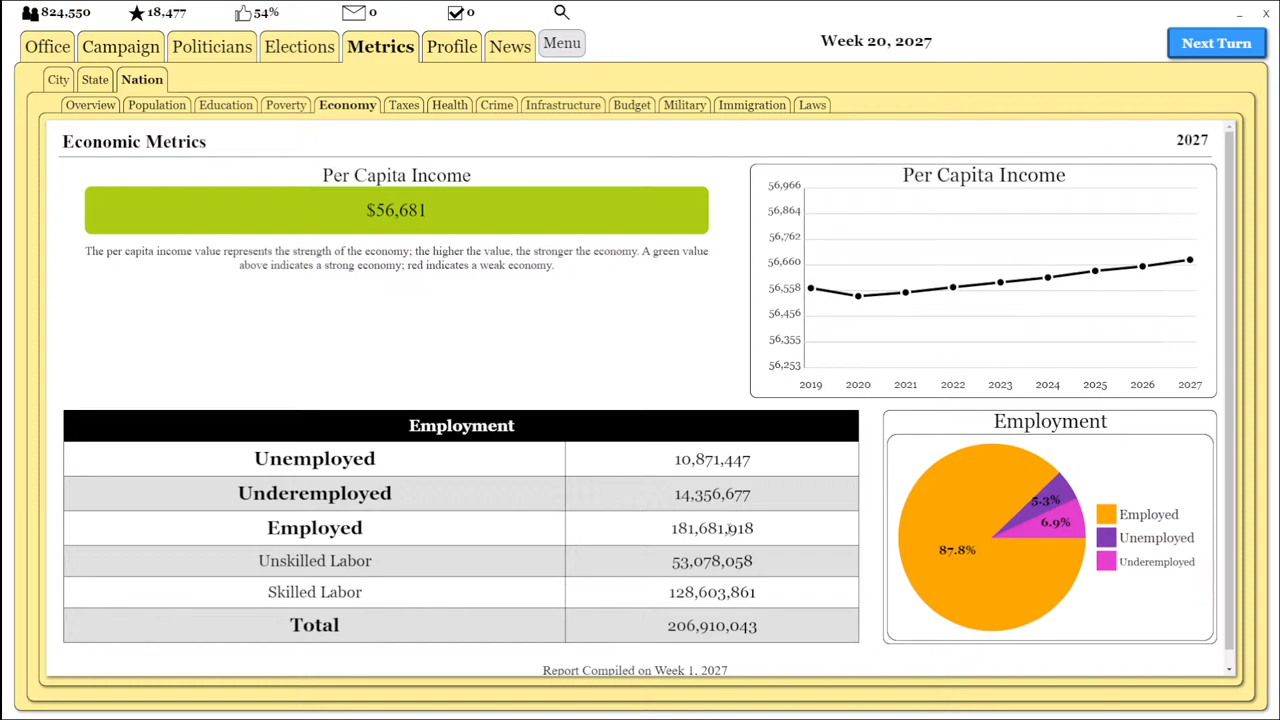 824,550 18,477 54% 0 0
_ X
Office Campaign Politicians Elections Metrics Profile News Menu Week 20, 2027 Next Turn
City State Nation
Overview Population Education Poverty Economy Taxes Health Crime Infrastructure Budget Military Immigration Laws
Economic Metrics 2027
Per Capita Income
$56,681
The per capita income value represents the strength of the economy; the higher the value, the stronger the economy. A green value
above indicates a strong economy; red indicates a weak economy.
Per Capita Income
56,966
56,864
56,762
56,660
56,558
56,456
56,355
56,253
2019 2020 2021 2022 2023 2024 2025 2026 2027
Employment
Unemployed 10,871,447
Underemployed 14,356,677
Employed 181,681,918
Unskilled Labor 53,078,058
Skilled Labor 128,603,861
Total 206,910,043
Employment
5.3%
6.9%
87.8%
Employed
Unemployed
Underemployed
Report Compiled on Week 1, 2027